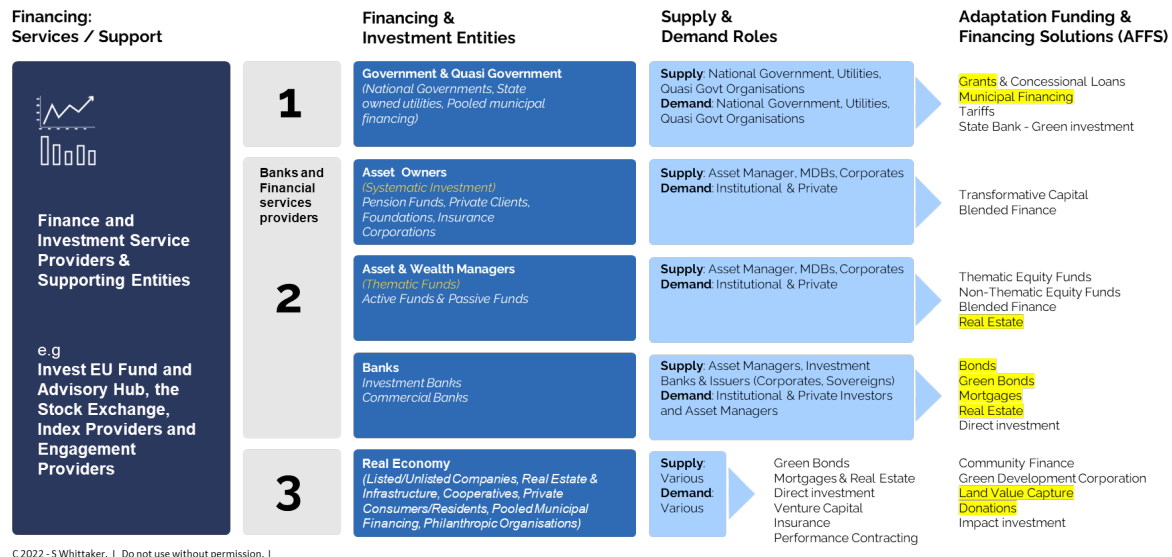 Financing:
Services / Support
Financing &
Investment Entities
Supply &
Demand Roles
Adaptation Funding &
Financing Solutions (AFFS)
Finance and
Investment Service
Providers &
Supporting Entities
e.g
Invest EU Fund and
Advisory Hub, the
Stock Exchange,
Index Providers and
Engagement
Providers
1
Government & Quasi Government
(National Governments, State
owned utilities, Pooled municipal
financing)
Supply: National Government, Utilities,
Quasi Govt Organisations
Demand: National Government, Utilities,
Quasi Govt Organisations
Grants & Concessional Loans
Municipal Financing
Tariffs
State Bank - Green investment
Banks and
Financial
services
providers
2
Asset Owners
(Systematic Investment)
Pension Funds, Private Clients,
Foundations, Insurance
Corporations
Supply: Asset Manager, MDBs, Corporates
Demand: Institutional & Private
Transformative Capital
Blended Finance
Asset & Wealth Managers
(Thematic Funds)
Active Funds & Passive Funds
Supply: Asset Manager, MDBs, Corporates
Demand: Institutional & Private
Thematic Equity Funds
Non-Thematic Equity Funds
Blended Finance
Real Estate
Banks
Investment Banks
Commercial Banks
Supply: Asset Managers, Investment
Banks & Issuers (Corporates, Sovereigns)
Demand: Institutional & Private Investors
and Asset Managers
Bonds
Green Bonds
Mortgages
Real Estate
Direct investment
3
Real Economy
(Listed/Unlisted Companies, Real Estate &
Infrastructure, Cooperatives, Private
Consumers/Residents, Pooled Municipal
Financing, Philanthropic Organisations)
Supply:
Various
Demand:
Various
Green Bonds
Mortgages & Real Estate
Direct investment
Venture Capital
Insurance
Performance Contracting
Community Finance
Green Development Corporation
Land Value Capture
Donations
Impact investment
C 2022 - S Whittaker. | Do not use without permission. |